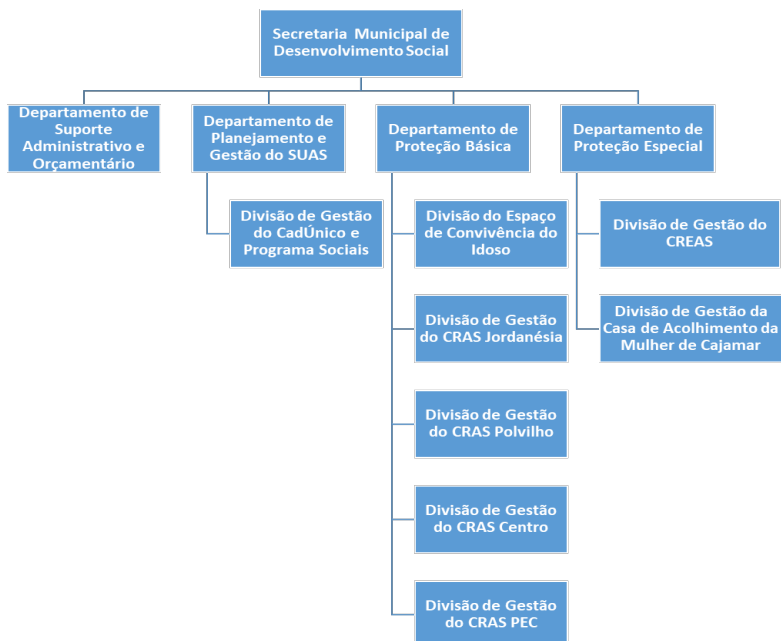 Secretaria Municipal de
Desenvolvimento Social
Departamento de
Suporte
Administrativo e
Orçamentário
Departamento de
Planejamento e
Gestão do SUAS
Departamento de
Proteção Básica
Departamento de
Proteção Especial
Divisão de Gestão
do CadÚnico e
Programa Sociais
Divisão do Espaço
de Convivência do
Idoso
Divisão de Gestão do
CREAS
Divisão de Gestão
do CRAS Jordanésia
Divisão de Gestão da
Casa de Acolhimento da
Mulher de Cajamar
Divisão de Gestão
do CRAS Polvilho
Divisão de Gestão
do CRAS Centro
Divisão de Gestão
do CRAS PEC